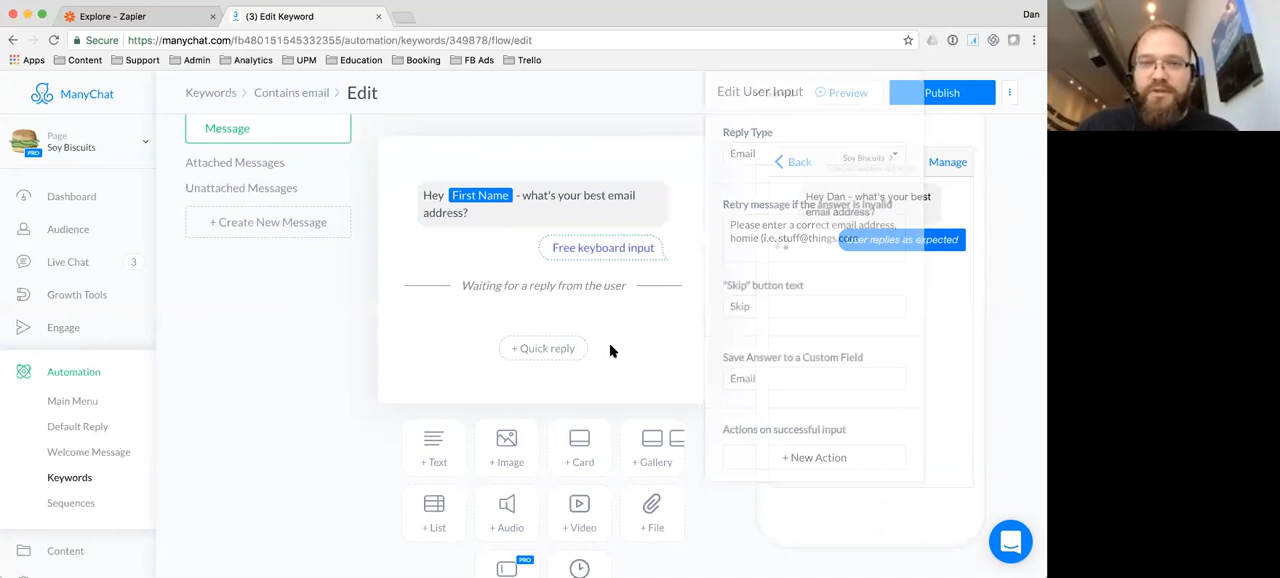 Explore - Zapier
(3) Edit Keyword
Dan
Secure
https://manychat.com/fb480151545332355/automation/keywords/349878/flow/edit
Apps
Content
Support
Admin
Analytics
UPM
Education
Booking
FB Ads
Trello
ManyChat
Keywords
Contains email
Edit
Edit User Input
Preview
Publish
Page
Soy Biscuits
PRO
Message
Attached Messages
Unattached Messages
+ Create New Message
Hey First Name - what's your best email
address?
Free keyboard input
Waiting for a reply from the user
+ Quick reply
Reply Type
Email
Back
Soy Biscuits
Manage
Hey Dan - what's your best
email address?
Retry message if the answer is invalid
Please enter a correct email address,
homie (i.e. stuff@things.com
User replies as expected
"Skip" button text
Skip
Save Answer to a Custom Field
Email
Actions on successful input
+ New Action
Dashboard
Audience
Live Chat
3
Growth Tools
Engage
Automation
Main Menu
Default Reply
Welcome Message
Keywords
Sequences
Content
+ Text
+ Image
+ Card
+ Gallery
+ List
+ Audio
+ Video
+ File
PRO